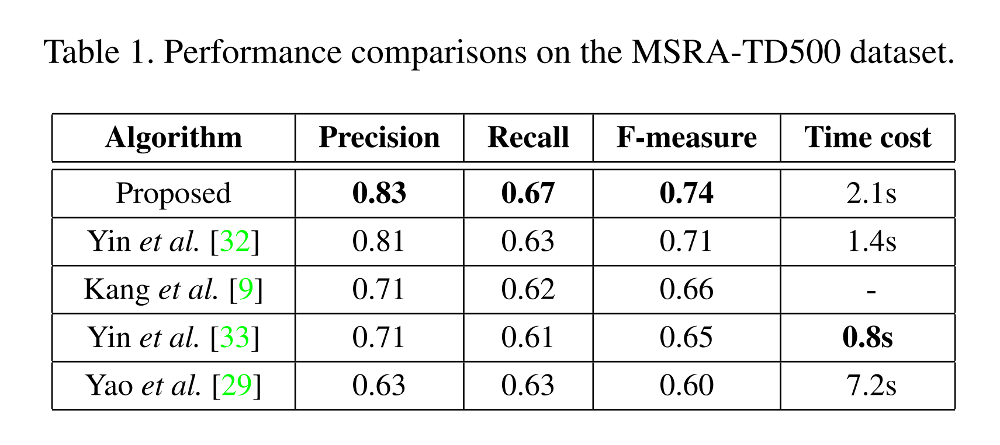 Table 1. Performance comparisons on the MSRA-TD500 dataset.
Algorithm Precision Recall F-measure Time cost
Proposed 0.83 0.67 0.74 2.1s
Yin et al. [32] 0.81 0.63 0.71 1.4s
Kang et al. [9] 0.71 0.62 0.66 -
Yin et al. [33] 0.71 0.61 0.65 0.8s
Yao et al. [29] 0.63 0.63 0.60 7.2s